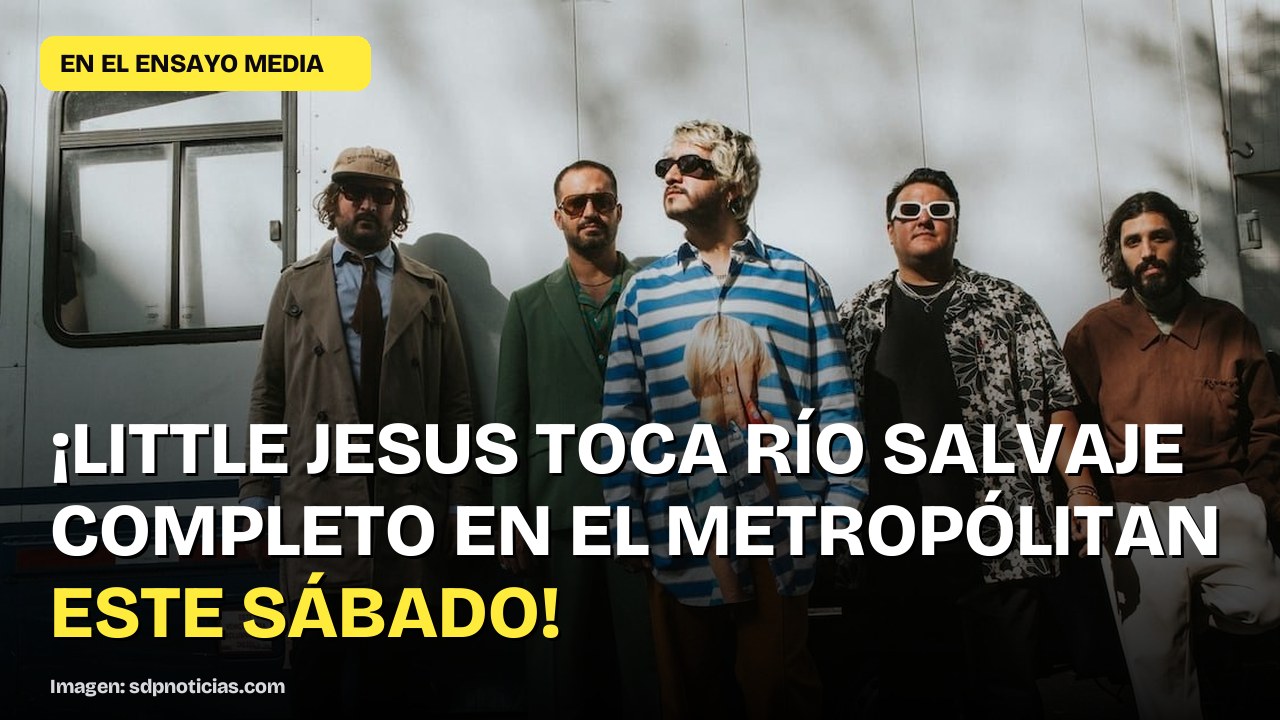 EN EL ENSAYO MEDIA
¡LITTLE JESUS TOCA RÍO SALVAJE
COMPLETO EN EL METROPÓLITAN
ESTE SÁBADO!
Imagen: sdpnoticias.com